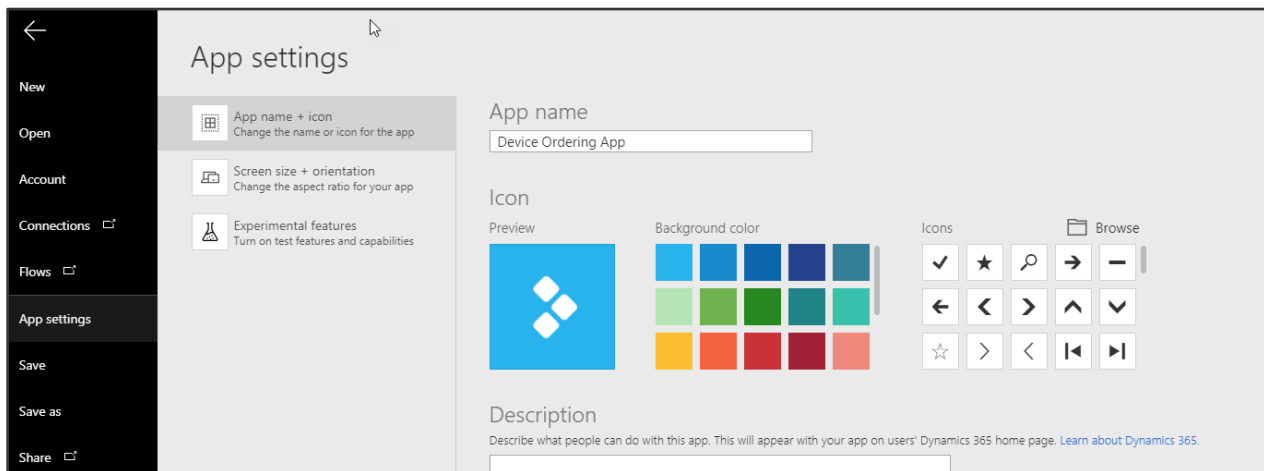 App settings
New
Open
Account
Connections
Flows
App settings
Save
Save as
Share
App name + icon
Change the name or icon for the app
Screen size + orientation
Change the aspect ratio for your app
Experimental features
Turn on test features and capabilities
App name
Device Ordering App
Icon
Preview
Background color
Icons
Browse
Description
Describe what people can do with this app. This will appear with your app on users' Dynamics 365 home page. Learn about Dynamics 365.